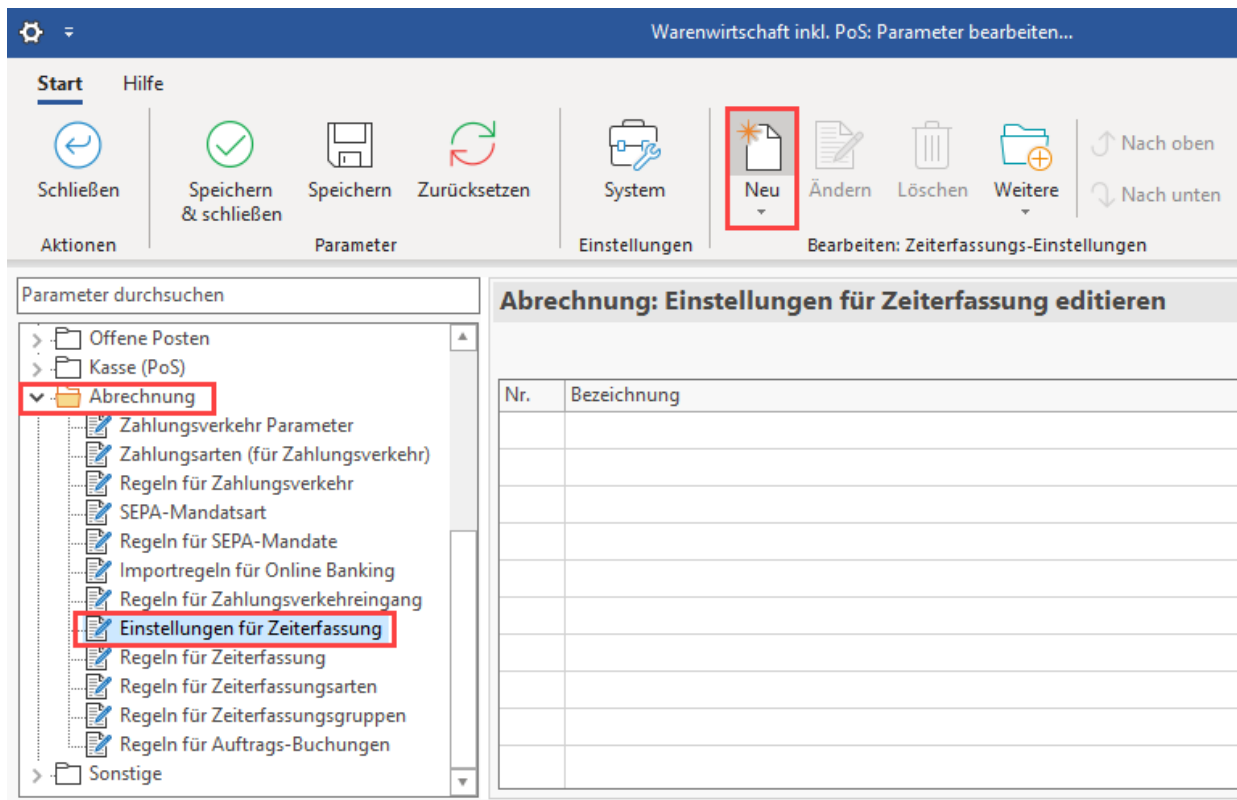 Warenwirtschaft inkl. PoS: Parameter bearbeiten...
Start Hilfe
Schließen
Speichern & schließen
Speichern
Zurücksetzen
System
Neu
Ändern
Löschen
Weitere
Nach oben
Nach unten
Aktionen
Parameter
Einstellungen
Bearbeiten: Zeiterfassungs-Einstellungen
Parameter durchsuchen
Offene Posten
Kasse (PoS)
Abrechnung
Zahlungsverkehr Parameter
Zahlungsarten (für Zahlungsverkehr)
Regeln für Zahlungsverkehr
SEPA-Mandatsart
Regeln für SEPA-Mandate
Importregeln für Online Banking
Regeln für Zahlungsverkehreingang
Einstellungen für Zeiterfassung
Regeln für Zeiterfassung
Regeln für Zeiterfassungsarten
Regeln für Zeiterfassungsgruppen
Regeln für Auftrags-Buchungen
Sonstige
Abrechnung: Einstellungen für Zeiterfassung editieren
Nr. Bezeichnung